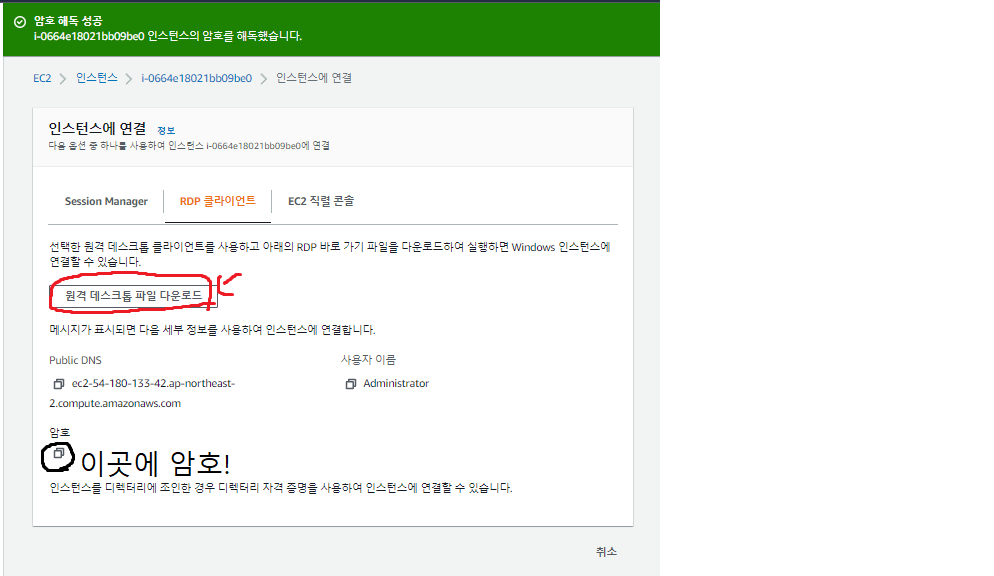 암호 해독 성공
i-0664e18021bb09be0 인스턴스의 암호를 해독했습니다.
EC2 > 인스턴스 > i-0664e18021bb09be0 > 인스턴스에 연결
인스턴스에 연결 정보
다음 옵션 중 하나를 사용하여 인스턴스 i-0664e18021bb09be0에 연결
Session Manager RDP 클라이언트 EC2 직렬 콘솔
선택한 원격 데스크톱 클라이언트를 사용하고 아래의 RDP 바로 가기 파일을 다운로드하여 실행하면 Windows 인스턴스에
연결할 수 있습니다.
원격 데스크톱 파일 다운로드
메시지가 표시되면 다음 세부 정보를 사용하여 인스턴스에 연결합니다.
Public DNS 사용자 이름
ec2-54-180-133-42.ap-northeast- Administrator
2.compute.amazonaws.com
암호
이곳에 암호!
인스턴스를 디렉터리에 조인한 경우 디렉터리 자격 증명을 사용하여 인스턴스에 연결할 수 있습니다.
취소